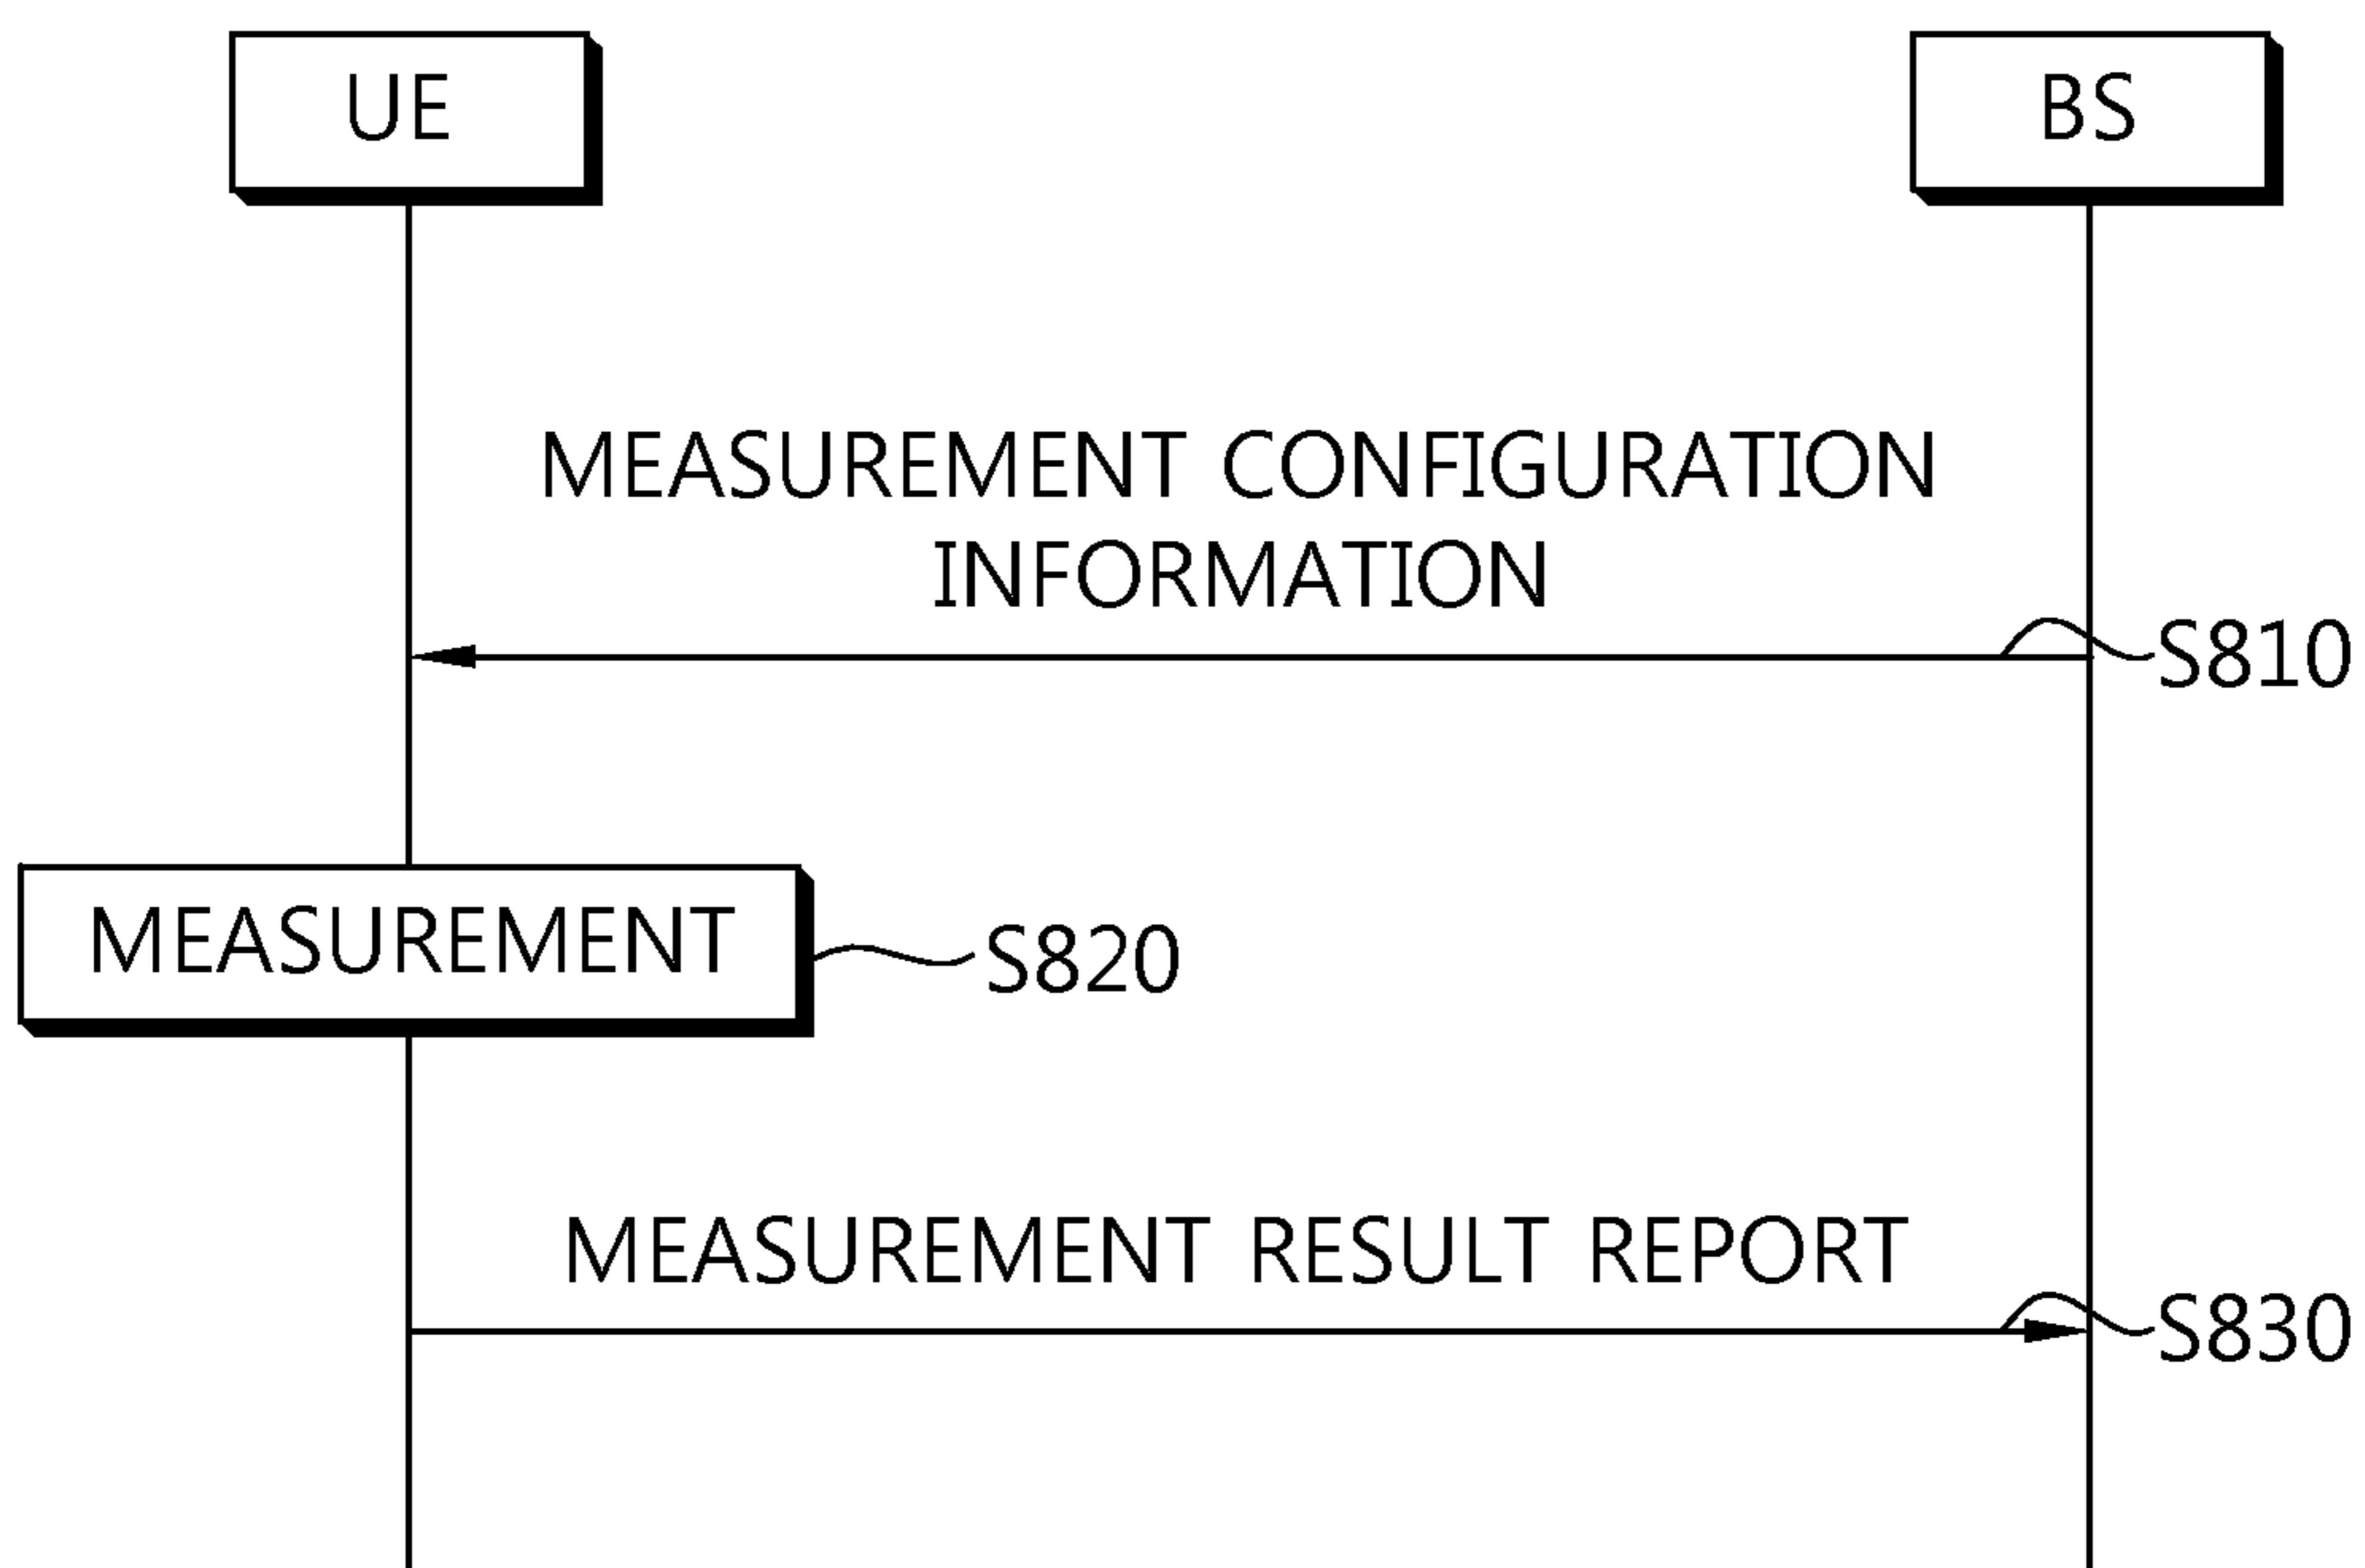 UE
BS
MEASUREMENT CONFIGURATION
INFORMATION
S810
MEASUREMENT
S820
MEASUREMENT RESULT REPORT
S830